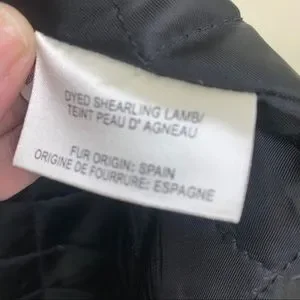 DYED SHEARLING LAMB/
TEINT PEAU D' AGNEAU
FUR ORIGIN: SPAIN
ORIGINE DE FOURRURE: ESPAGNE